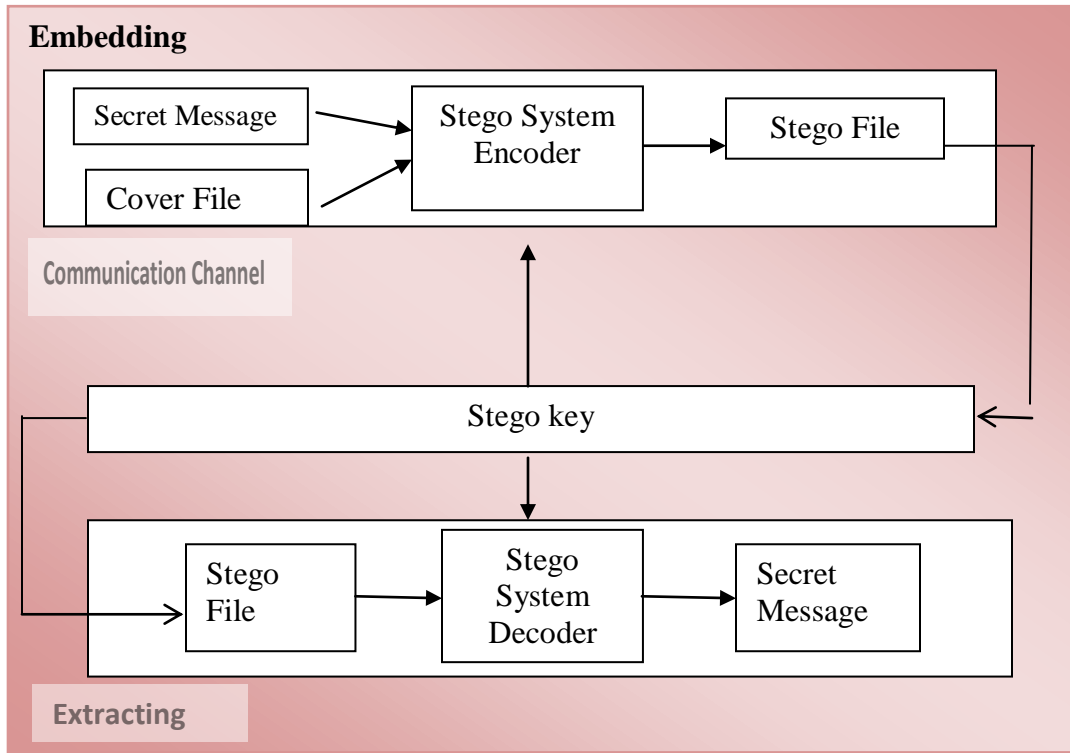 Embedding
Secret Message
Stego System
Encoder
Stego File
Cover File
Communication Channel
Stego key
Stego
File
Stego
System
Decoder
Secret
Message
Extracting